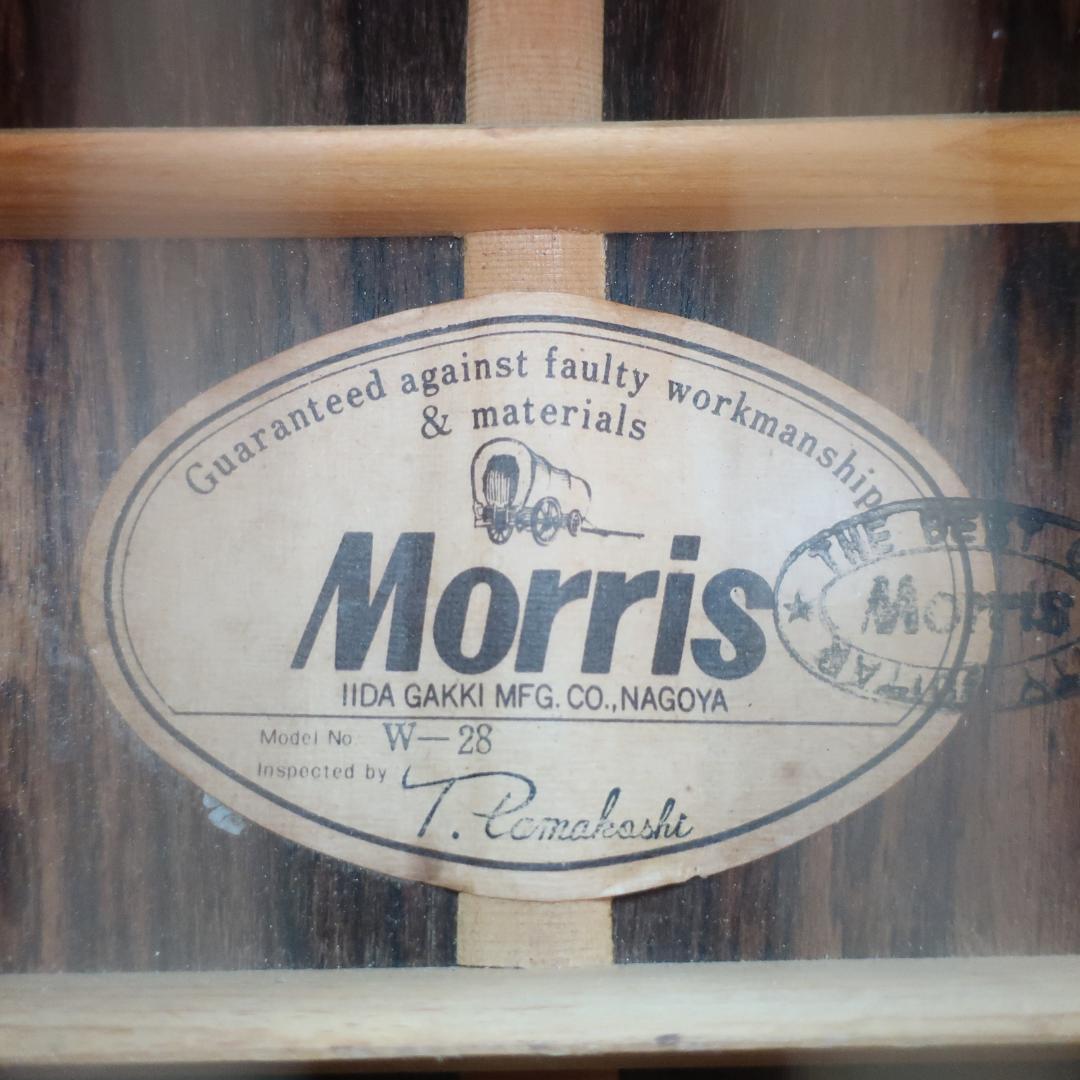 Guaranteed against faulty workmanship
& materials
Morris
IIDA GAKKI MFG. CO., NAGOYA
Model No. W—28
Inspected by T.
THE BEST
Morris
GUITAR